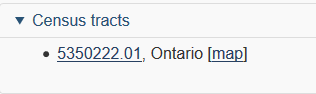 ▼ Census tracts
• 5350222.01, Ontario [map]